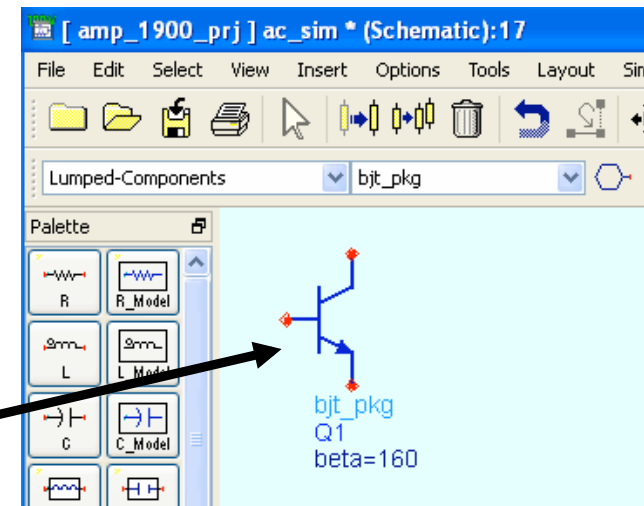 [ amp_1900_prj ] ac_sim * (Schematic):17
File Edit Select View Insert Options Tools Layout
Lumped-Components bjt_pkg
Palette
R R_Model
L L_Model
C C_Model
bjt_pkg
Q1
beta=160